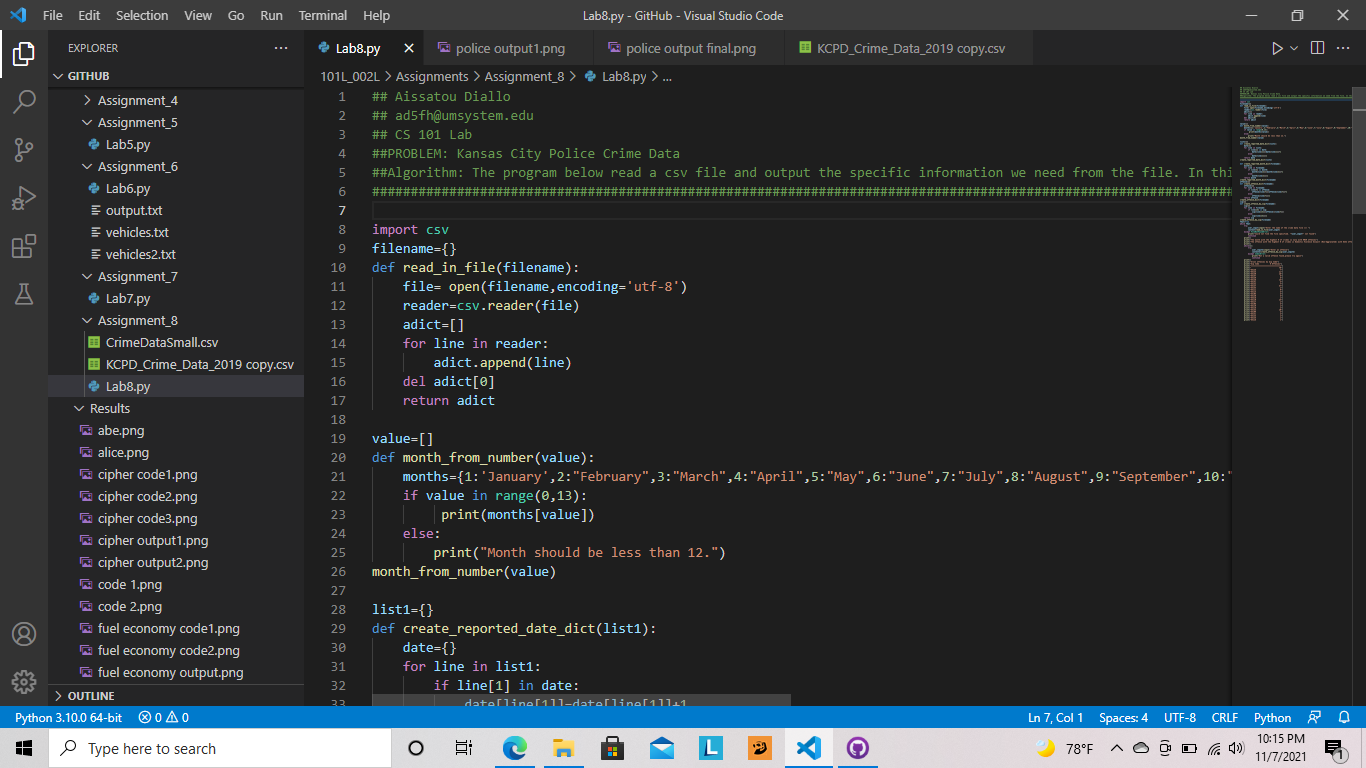 File Edit Selection View Go Run Terminal Help Lab8.py - GitHub - Visual Studio Code
EXPLORER
Lab8.py police output1.png police output final.png KCPD_Crime_Data_2019 copy.csv
GITHUB
Assignment_4
Assignment_5
Lab5.py
Assignment_6
Lab6.py
output.txt
vehicles.txt
vehicles2.txt
Assignment_7
Lab7.py
Assignment_8
CrimeDataSmall.csv
KCPD_Crime_Data_2019 copy.csv
Lab8.py
Results
abe.png
alice.png
cipher code1.png
cipher code2.png
cipher code3.png
cipher output1.png
cipher output2.png
code 1.png
code 2.png
fuel economy code1.png
fuel economy code2.png
fuel economy output.png
OUTLINE
101L_002L > Assignments > Assignment_8 > Lab8.py > ...
1 ## Aissatou Diallo
2 ## ad5fh@umsystem.edu
3 ## CS 101 Lab
4 ##PROBLEM: Kansas City Police Crime Data
5 ##Algorithm: The program below read a csv file and output the specific information we need from the file. In thi
6 ################################################################################################################
7
8 import csv
9 filename={}
10 def read_in_file(filename):
11     file= open(filename,encoding='utf-8')
12     reader=csv.reader(file)
13     adict=[]
14     for line in reader:
15         adict.append(line)
16     del adict[0]
17     return adict
18
19 value=[]
20 def month_from_number(value):
21     months={1:'January',2:"February",3:"March",4:"April",5:"May",6:"June",7:"July",8:"August",9:"September",10:"
22     if value in range(0,13):
23          print(months[value])
24     else:
25         print("Month should be less than 12.")
26 month_from_number(value)
27
28 list1={}
29 def create_reported_date_dict(list1):
30     date={}
31     for line in list1:
32         if line[1] in date:
33             date[line[1]]=date[line[1]]+1
Python 3.10.0 64-bit 0 0 Ln 7, Col 1 Spaces: 4 UTF-8 CRLF Python
Type here to search
L
78°F
10:15 PM
11/7/2021
1